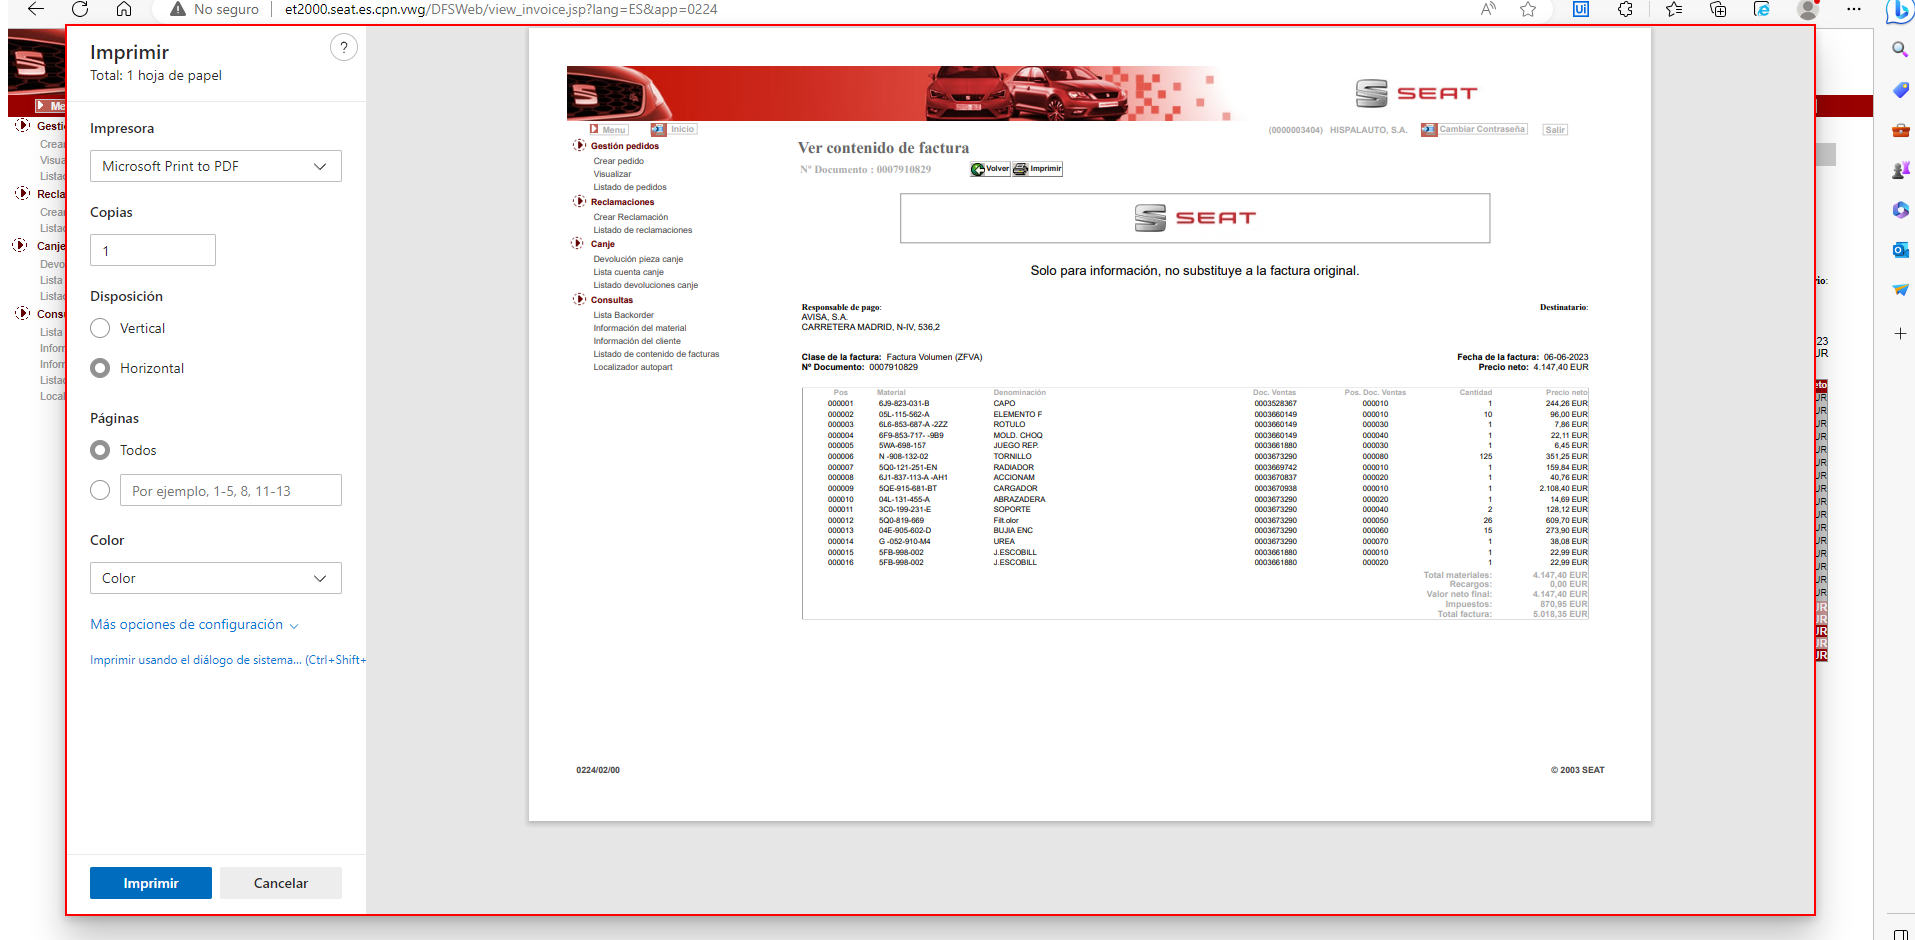 No seguro
et2000.seat.es.cpn.vwg/DFSWeb/view_invoice.jsp?lang=ES&app=0224
Imprimir
?
Total: 1 hoja de papel
Impresora
Microsoft Print to PDF
Copias
1
Disposición
Vertical
Horizontal
Páginas
Todos
Por ejemplo, 1-5, 8, 11-13
Color
Color
Más opciones de configuración
Imprimir usando el diálogo de sistema... (Ctrl+Shift+
Imprimir
Cancelar
SEAT
Menu
Inicio
(0000003404) HISPALAUTO, S.A.
Cambiar Contraseña
Salir
Gestión pedidos
Crear pedido
Visualizar
Listado de pedidos
Reclamaciones
Crear Reclamación
Listado de reclamaciones
Canje
Devolución pieza canje
Lista cuenta canje
Listado devoluciones canje
Consultas
Lista Backorder
Información del material
Información del cliente
Listado de contenido de facturas
Localizador autopart
Ver contenido de factura
Nº Documento : 0007910829
Volver
Imprimir
SEAT
Solo para información, no substituye a la factura original.
Responsable de pago:
Destinatario:
AVISA, S.A.
CARRETERA MADRID, N-IV, 536,2
Clase de la factura: Factura Volumen (ZFVA)
Fecha de la factura: 06-06-2023
Nº Documento: 0007910829
Precio neto: 4.147,40 EUR
Pos Material Denominación Doc. Ventas Pos. Doc. Ventas Cantidad Precio neto
000001 6J9-823-031-B CAPO 0003528367 000010 1 244,26 EUR
000002 05L-115-562-A ELEMENTO F 0003660149 000010 10 96,00 EUR
000003 6L6-853-687-A -2ZZ ROTULO 0003660149 000030 1 7,86 EUR
000004 6F9-853-717- -9B9 MOLD. CHOQ 0003660149 000040 1 22,11 EUR
000005 5WA-698-157 JUEGO REP. 0003661880 000030 1 6,45 EUR
000006 N -908-132-02 TORNILLO 0003673290 000080 125 351,25 EUR
000007 5Q0-121-251-EN RADIADOR 0003669742 000010 1 159,84 EUR
000008 6J1-837-113-A -AH1 ACCIONAM 0003670837 000020 1 40,76 EUR
000009 5QE-915-681-BT CARGADOR 0003670938 000010 1 2.108,40 EUR
000010 04L-131-455-A ABRAZADERA 0003673290 000020 1 14,69 EUR
000011 3C0-199-231-E SOPORTE 0003673290 000040 2 128,12 EUR
000012 5Q0-819-669 Filt.olor 0003673290 000050 26 609,70 EUR
000013 04E-905-602-D BUJIA ENC 0003673290 000060 15 273,90 EUR
000014 G -052-910-M4 UREA 0003673290 000070 1 38,08 EUR
000015 5FB-998-002 J.ESCOBILL 0003661880 000010 1 22,99 EUR
000016 5FB-998-002 J.ESCOBILL 0003661880 000020 1 22,99 EUR
Total materiales: 4.147,40 EUR
Recargos: 0,00 EUR
Valor neto final: 4.147,40 EUR
Impuestos: 870,95 EUR
Total factura: 5.018,35 EUR
0224/02/00
© 2003 SEAT